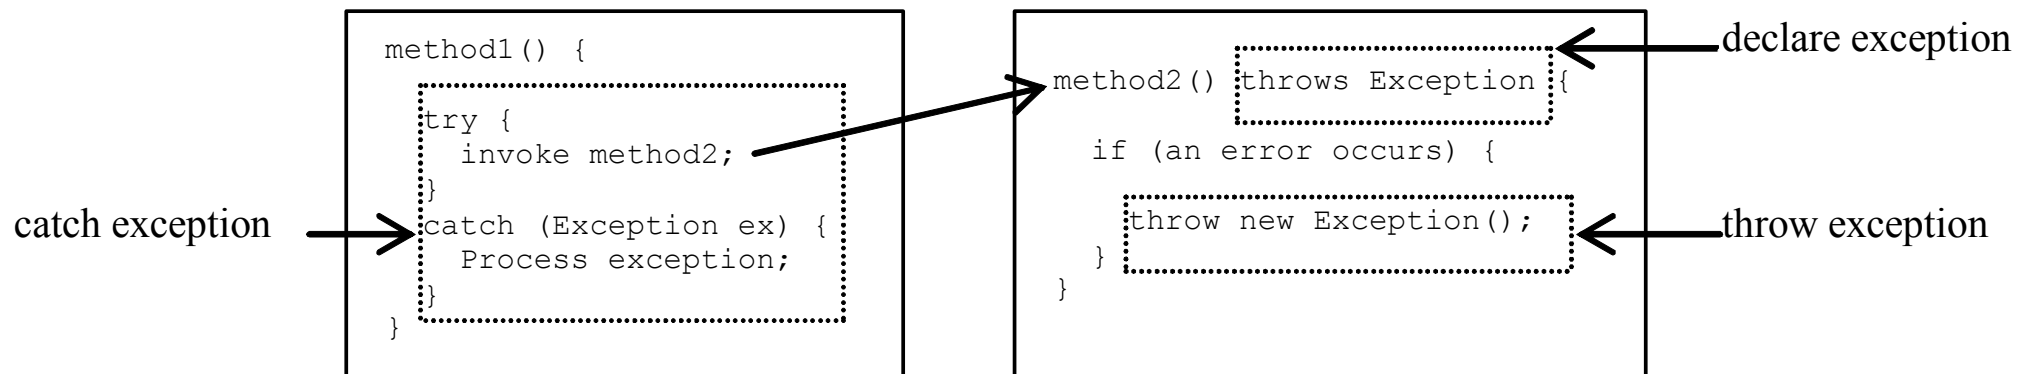 catch exception
method1() {
try {
invoke method2;
}
catch (Exception ex) {
Process exception;
}
}
method2() throws Exception {
if (an error occurs) {
throw new Exception();
}
}
declare exception
throw exception